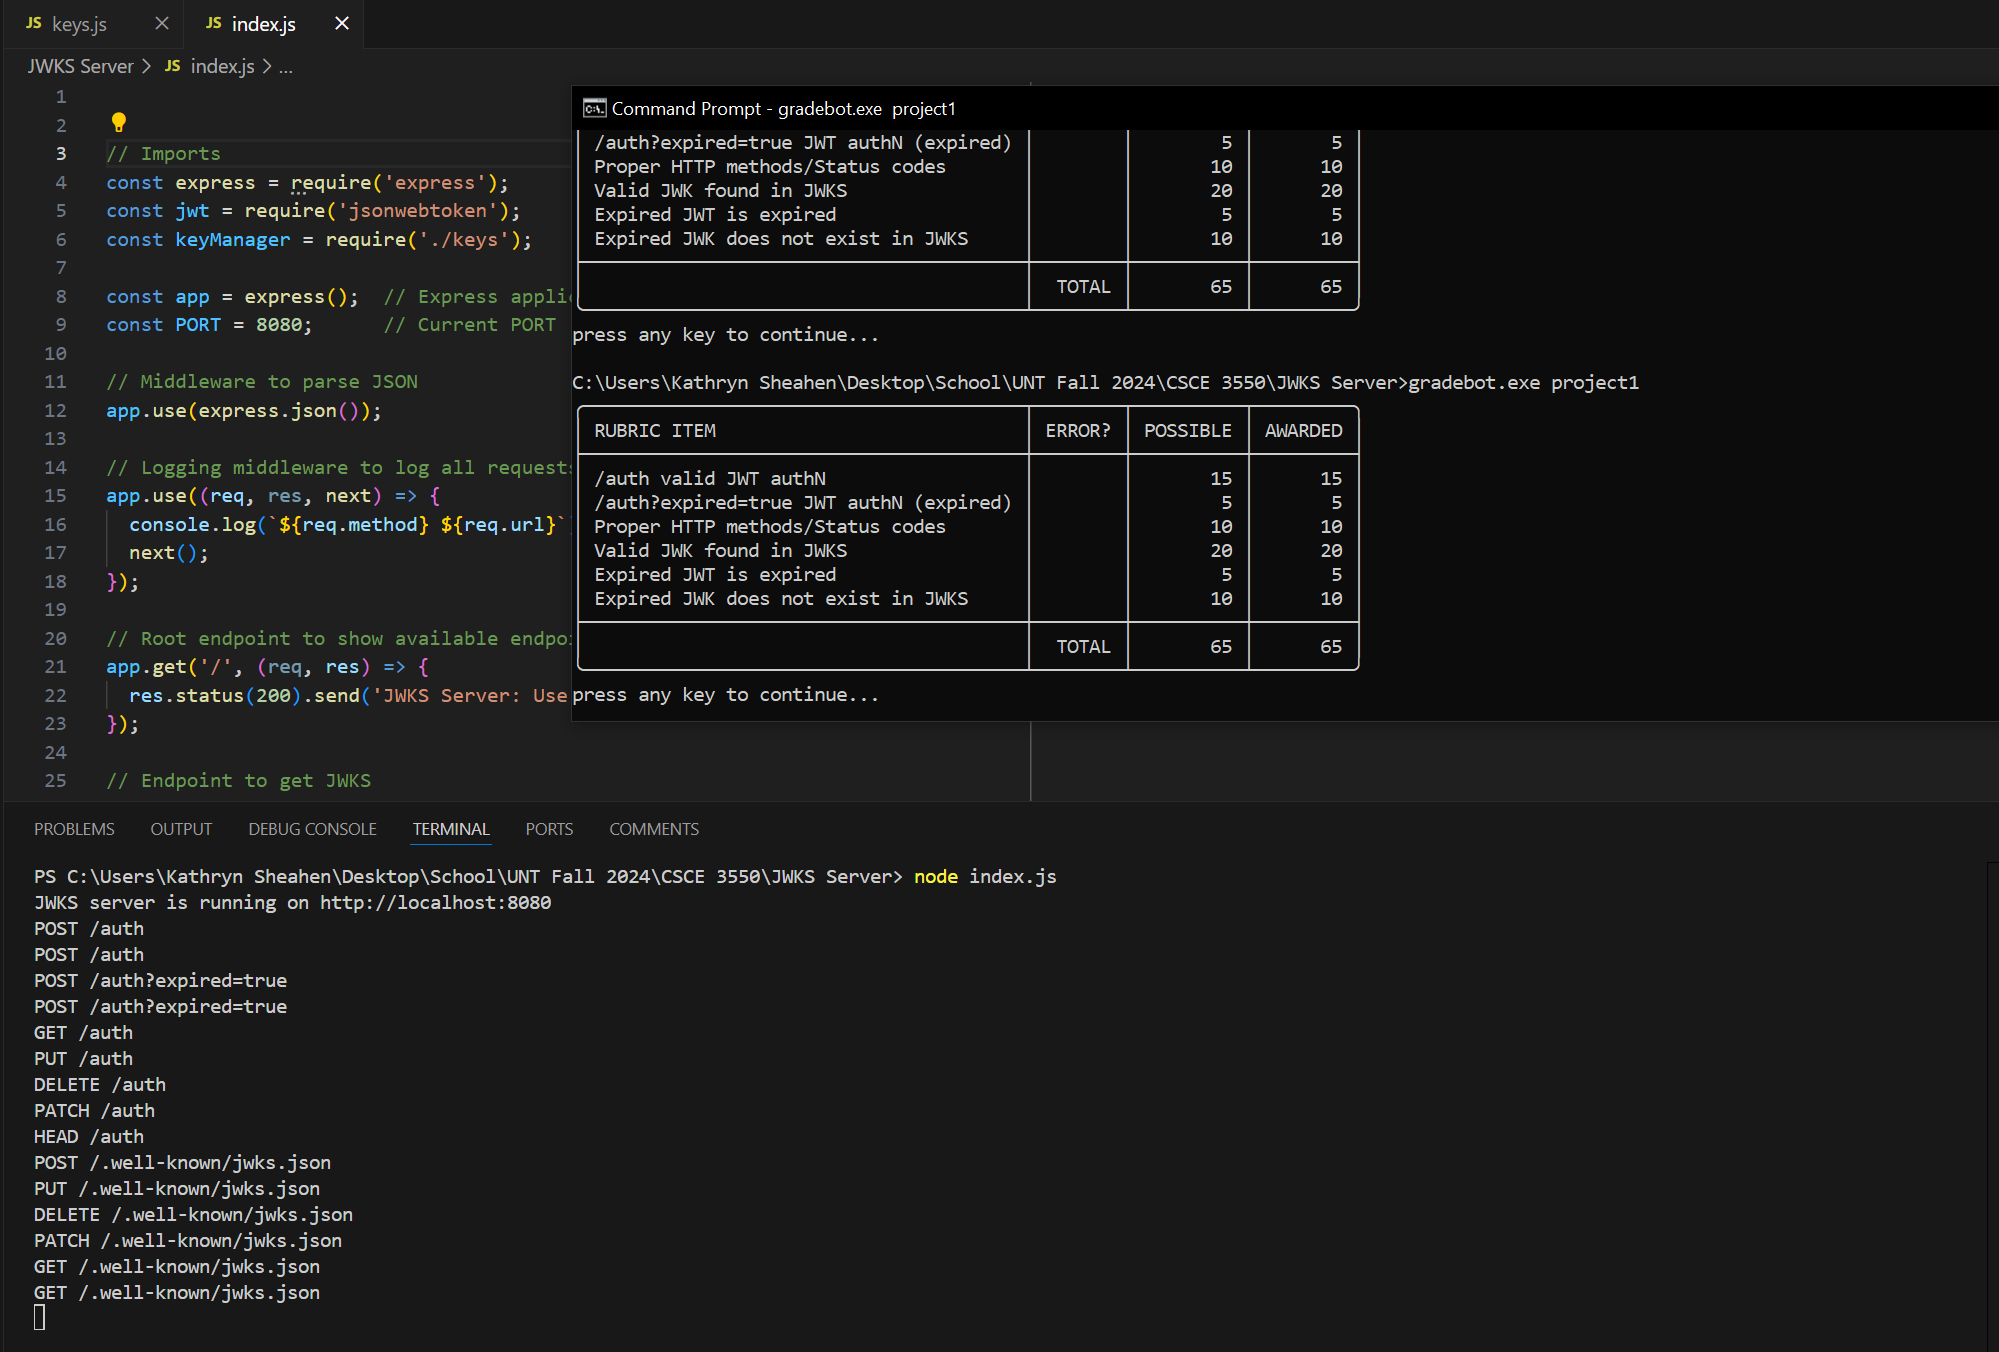 JS keys.js
JS index.js
JWKS Server > JS index.js > ...
1
2
3 // Imports
4 const express = require('express');
5 const jwt = require('jsonwebtoken');
6 const keyManager = require('./keys');
7
8 const app = express();  // Express applic
9 const PORT = 8080;      // Current PORT
10
11 // Middleware to parse JSON
12 app.use(express.json());
13
14 // Logging middleware to log all requests
15 app.use((req, res, next) => {
16   console.log(`${req.method} ${req.url}`)
17   next();
18 });
19
20 // Root endpoint to show available endpoi
21 app.get('/', (req, res) => {
22   res.status(200).send('JWKS Server: Use
23 });
24
25 // Endpoint to get JWKS
Command Prompt - gradebot.exe  project1
/auth?expired=true JWT authN (expired) 5 5
Proper HTTP methods/Status codes 10 10
Valid JWK found in JWKS 20 20
Expired JWT is expired 5 5
Expired JWK does not exist in JWKS 10 10
TOTAL 65 65
press any key to continue...
C:\Users\Kathryn Sheahen\Desktop\School\UNT Fall 2024\CSCE 3550\JWKS Server>gradebot.exe project1
RUBRIC ITEM ERROR? POSSIBLE AWARDED
/auth valid JWT authN 15 15
/auth?expired=true JWT authN (expired) 5 5
Proper HTTP methods/Status codes 10 10
Valid JWK found in JWKS 20 20
Expired JWT is expired 5 5
Expired JWK does not exist in JWKS 10 10
TOTAL 65 65
press any key to continue...
PROBLEMS OUTPUT DEBUG CONSOLE TERMINAL PORTS COMMENTS
PS C:\Users\Kathryn Sheahen\Desktop\School\UNT Fall 2024\CSCE 3550\JWKS Server> node index.js
JWKS server is running on http://localhost:8080
POST /auth
POST /auth
POST /auth?expired=true
POST /auth?expired=true
GET /auth
PUT /auth
DELETE /auth
PATCH /auth
HEAD /auth
POST /.well-known/jwks.json
PUT /.well-known/jwks.json
DELETE /.well-known/jwks.json
PATCH /.well-known/jwks.json
GET /.well-known/jwks.json
GET /.well-known/jwks.json